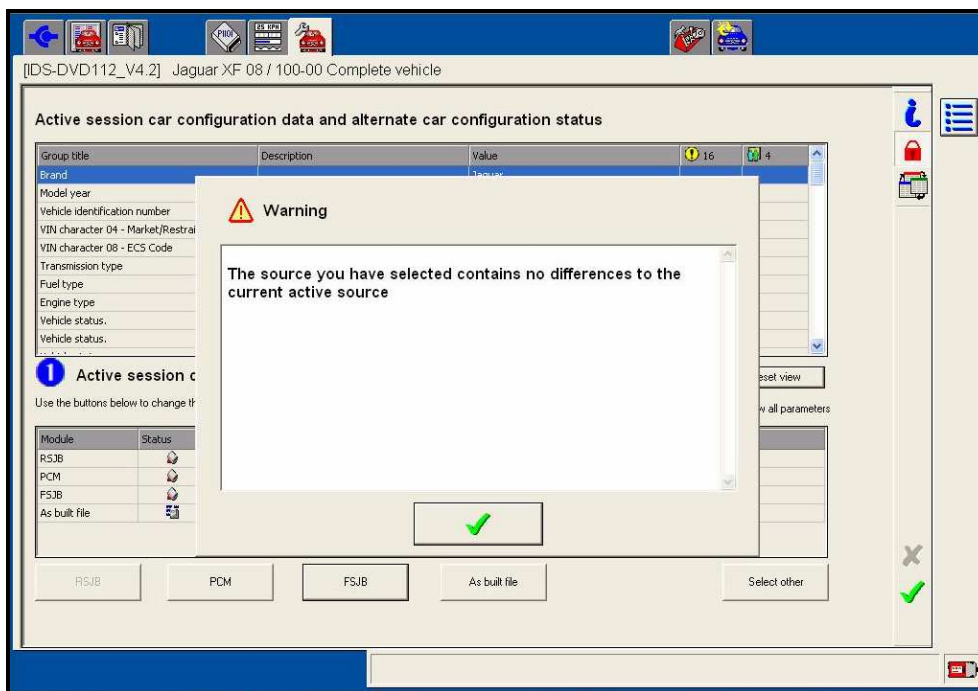 PHOI
45 KPH
[IDS-DVD112_V4.2] Jaguar XF 08 / 100-00 Complete vehicle
Active session car configuration data and alternate car configuration status
Group title Description Value 16 4
Brand Jaguar
Model year
Vehicle identification number
VIN character 04 - Market/Restrai
VIN character 08 - ECS Code
Transmission type
Fuel type
Engine type
Vehicle status.
Vehicle status.
Warning
The source you have selected contains no differences to the
current active source
1 Active session c
eset view
Use the buttons below to change th
w all parameters
Module Status
RSJB
PCM
FSJB
As built file
RSJB PCM FSJB As built file Select other